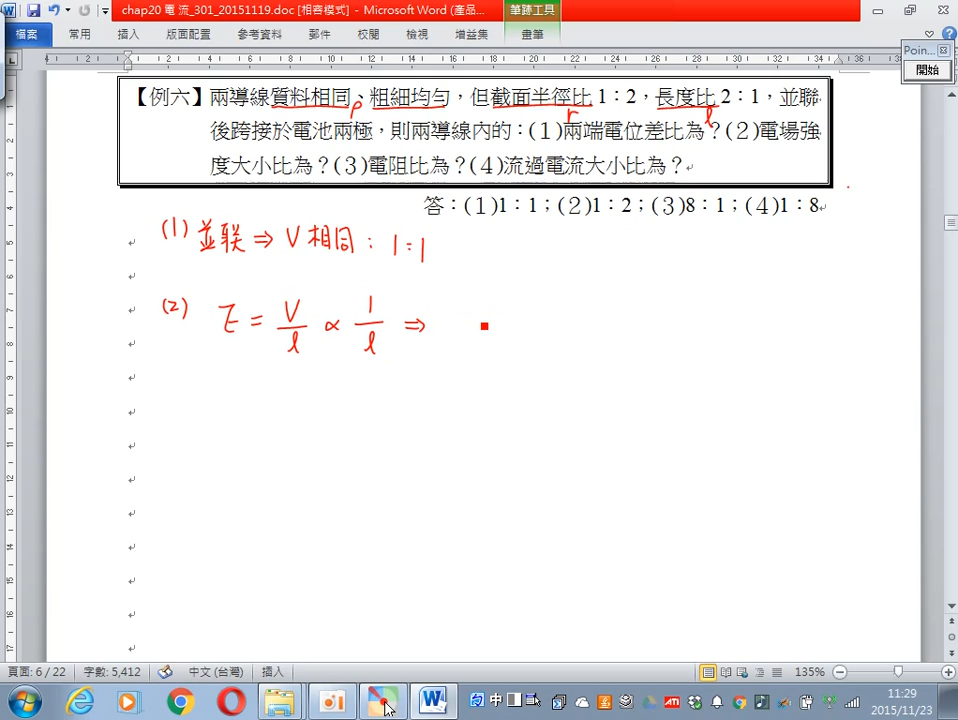 chap20 電 流_301_20151119.doc [相容模式] - Microsoft Word (產品...
筆跡工具
檔案 常用 插入 版面配置 參考資料 郵件 校閱 檢視 增益集 畫筆
Poin...
開始
【例六】兩導線質料相同、粗細均勻，但截面半徑比 1：2，長度比 2：1，並聯
ρ r l
後跨接於電池兩極，則兩導線內的：(1)兩端電位差比為？(2)電場強
度大小比為？(3)電阻比為？(4)流過電流大小比為？
答：(1)1：1；(2)1：2；(3)8：1；(4)1：8
(1) 並联 ⇒ V 相同：1:1
(2) E = V/l ∝ 1/l ⇒
頁面: 6 / 22 字數: 5,412 中文 (台灣) 插入 135%
中
11:29
2015/11/23